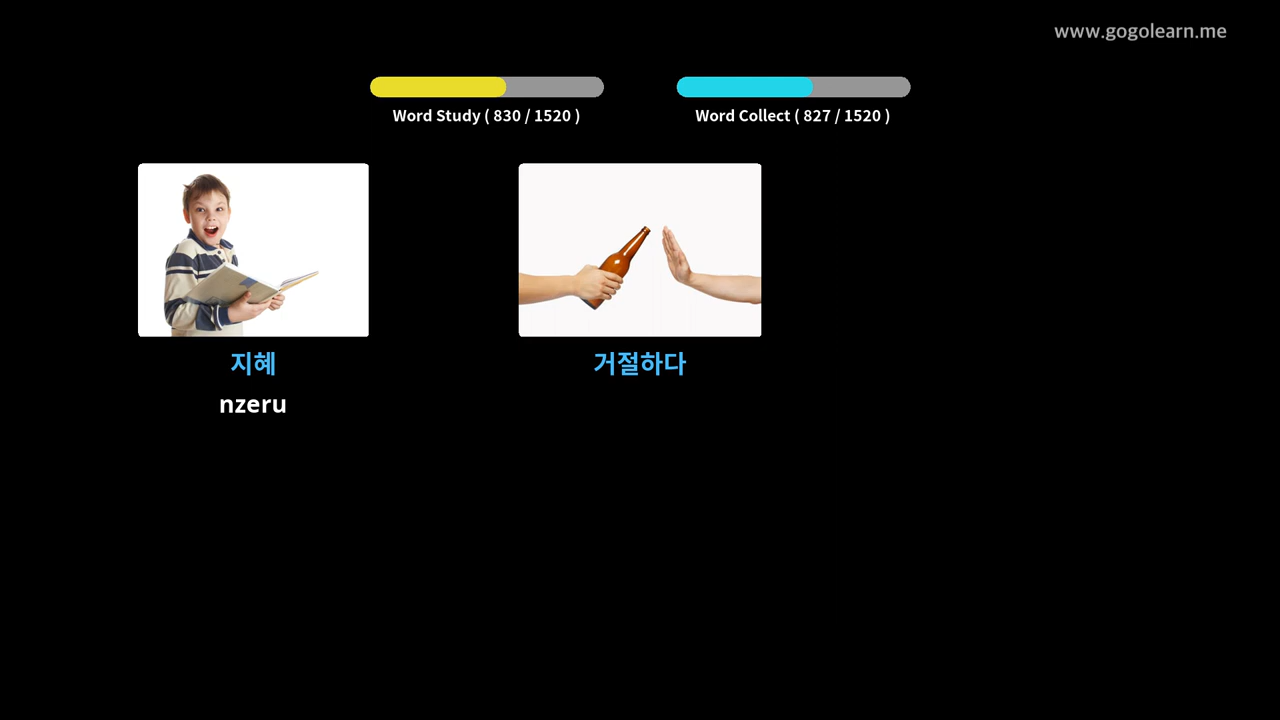 www.gogolearn.me
Word Study ( 830 / 1520 )
Word Collect ( 827 / 1520 )
지혜
거절하다
nzeru